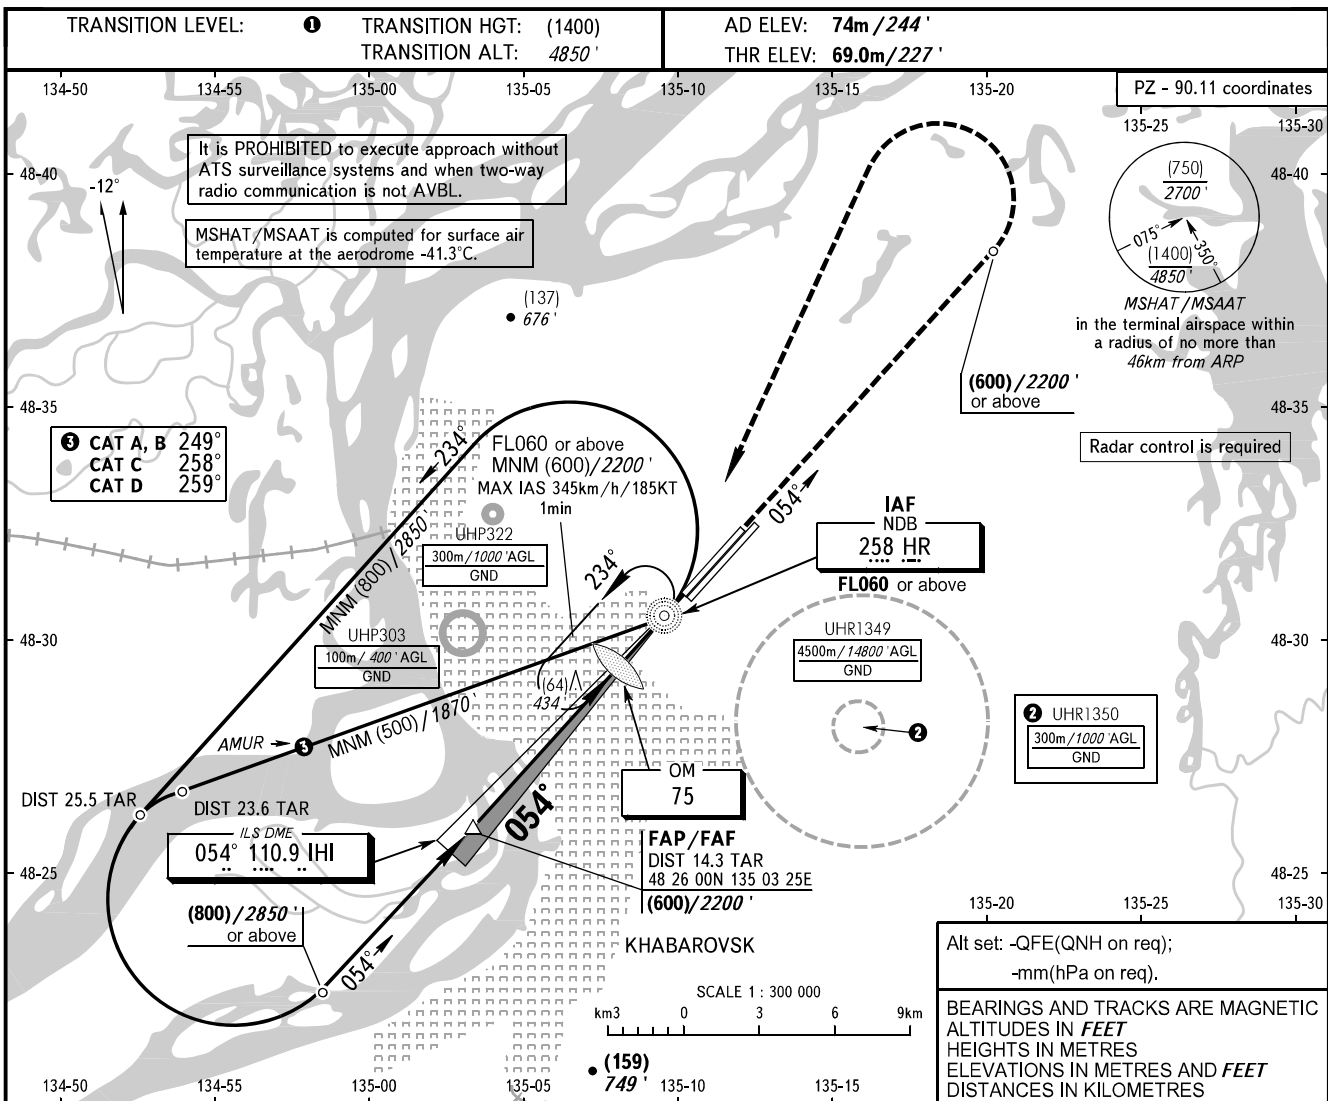 TRANSITION LEVEL: ❶ TRANSITION HGT: (1400)
TRANSITION ALT: 4850 '
AD ELEV: 74m / 244 '
THR ELEV: 69.0m / 227 '
134-50 134-55 135-00 135-05 135-10 135-15 135-20
PZ - 90.11 coordinates
135-25 135-30
48-40
48-40
-12°
It is PROHIBITED to execute approach without
ATS surveillance systems and when two-way
radio communication is not AVBL.
MSHAT/MSAAT is computed for surface air
temperature at the aerodrome -41.3°C.
(750)
2700 '
075°
350°
(1400)
4850 '
MSHAT/MSAAT
in the terminal airspace within
a radius of no more than
46km from ARP
(137)
676 '
(600) / 2200 '
or above
48-35
48-35
❸ CAT A, B 249°
CAT C 258°
CAT D 259°
Radar control is required
234°
FL060 or above
MNM (600)/2200 '
MAX IAS 345km/h/185KT
1min
054°
IAF
NDB
258 HR
FL060 or above
UHP322
300m/1000 'AGL
GND
234°
MNM (800)/2850 '
48-30
48-30
UHP303
100m/ 400 'AGL
GND
UHR1349
4500m/14800 'AGL
GND
(64)
434
MNM (500)/1870 '
AMUR
❸
❷
❷ UHR1350
300m/1000 'AGL
GND
OM
75
DIST 25.5 TAR
DIST 23.6 TAR
ILS DME
054° 110.9 IHI
054°
FAP/FAF
DIST 14.3 TAR
48 26 00N 135 03 25E
(600)/2200 '
48-25
48-25
135-20 135-25 135-30
(800)/2850 '
or above
054°
KHABAROVSK
SCALE 1 : 300 000
km3 0 3 6 9km
(159)
749 '
134-50 134-55 135-00 135-05 135-10 135-15
Alt set: -QFE(QNH on req);
-mm(hPa on req).
BEARINGS AND TRACKS ARE MAGNETIC
ALTITUDES IN FEET
HEIGHTS IN METRES
ELEVATIONS IN METRES AND FEET
DISTANCES IN KILOMETRES